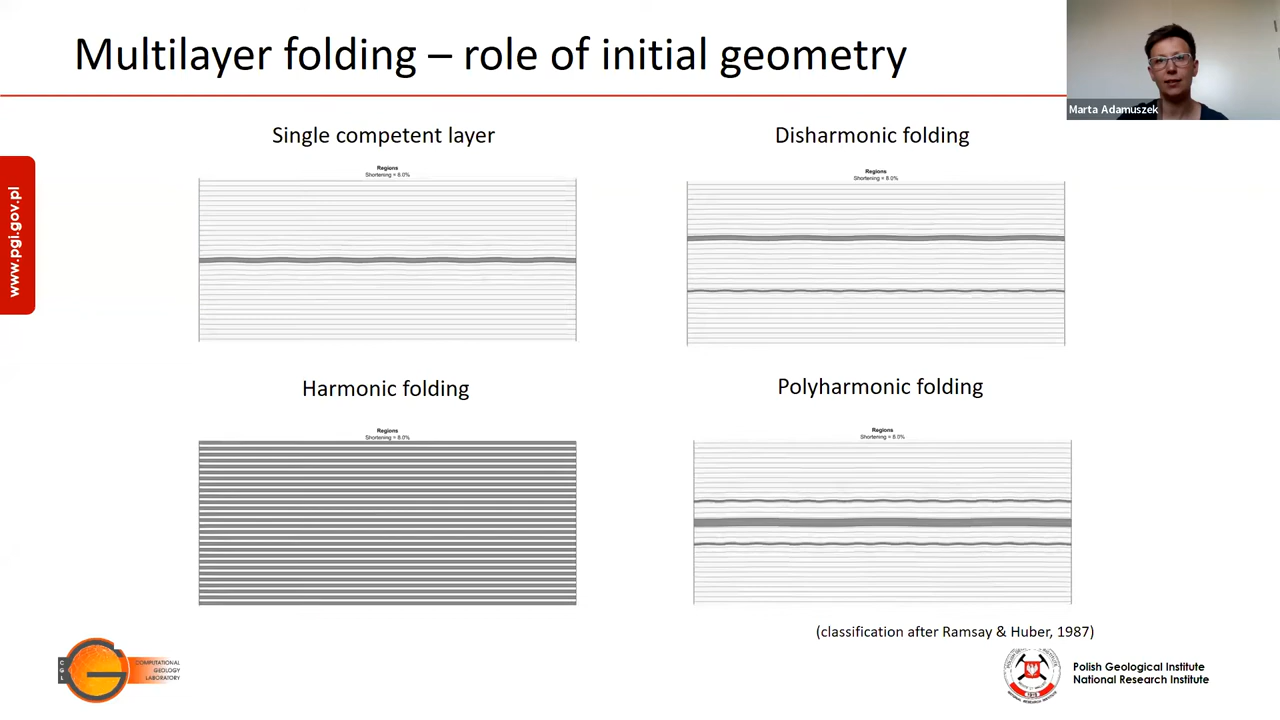 Multilayer folding – role of initial geometry
Marta Adamuszek
www.pgi.gov.pl
Single competent layer
Regions
Shortening = 8.0%
Disharmonic folding
Regions
Shortening = 8.0%
Harmonic folding
Regions
Shortening = 8.0%
Polyharmonic folding
Regions
Shortening = 8.0%
(classification after Ramsay & Huber, 1987)
CGL
COMPUTATIONAL
GEOLOGY
LABORATORY
Polish Geological Institute
National Research Institute